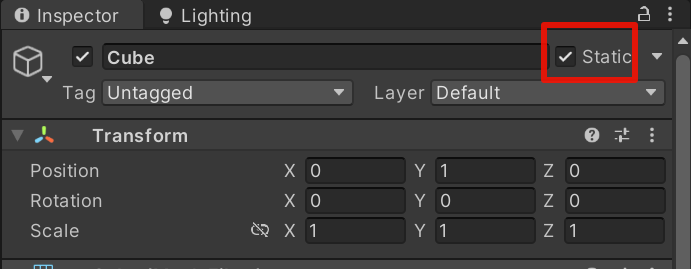 Inspector Lighting
Cube Static
Tag Untagged Layer Default
Transform
Position X 0 Y 1 Z 0
Rotation X 0 Y 0 Z 0
Scale X 1 Y 1 Z 1